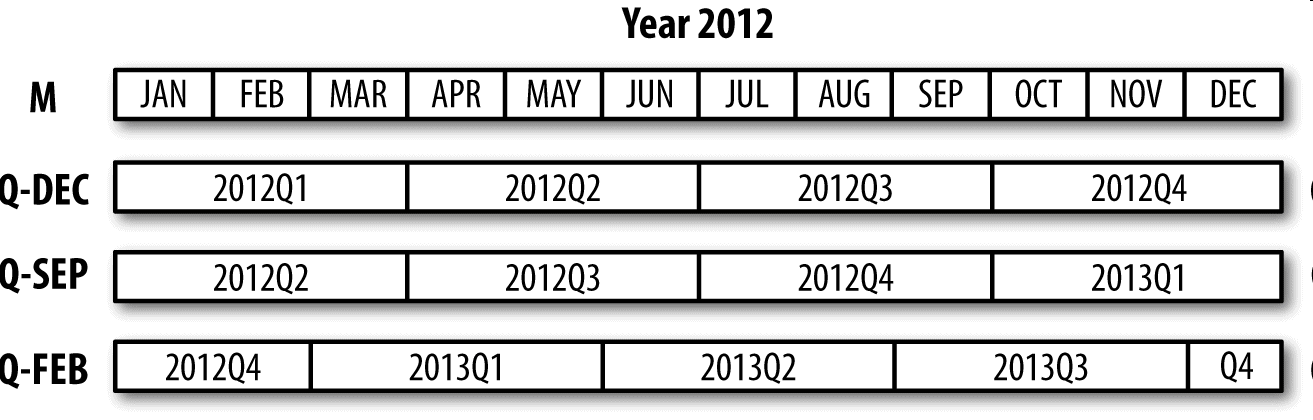 Year 2012
M JAN FEB MAR APR MAY JUN JUL AUG SEP OCT NOV DEC
Q-DEC 2012Q1 2012Q2 2012Q3 2012Q4
Q-SEP 2012Q2 2012Q3 2012Q4 2013Q1
Q-FEB 2012Q4 2013Q1 2013Q2 2013Q3 Q4